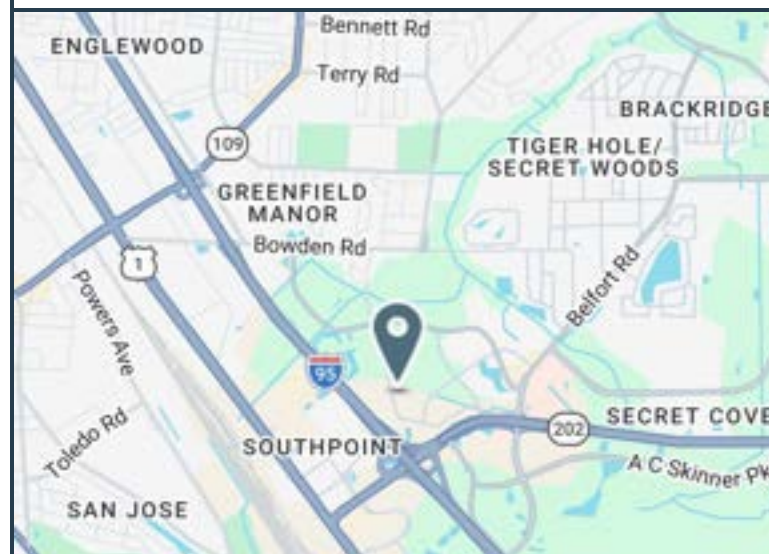 Bennett Rd
ENGLEWOOD
Terry Rd
BRACKRIDGE
109
TIGER HOLE/
SECRET WOODS
GREENFIELD
MANOR
Bowden Rd
1
Belfort Rd
Powers Ave
95
202
SECRET COVE
Toledo Rd
SOUTHPOINT
A C Skinner Pk
SAN JOSE